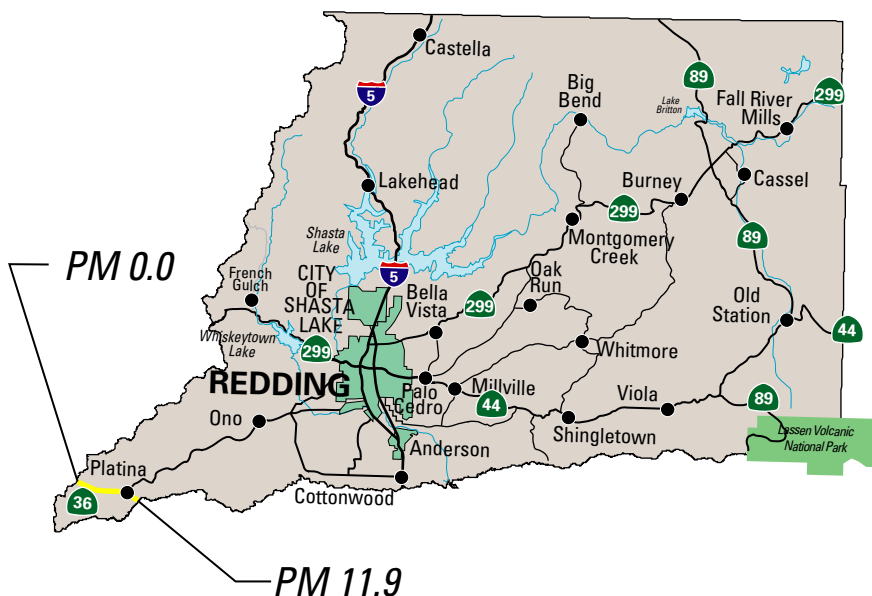 Castella
5
89
Big
Bend
Lake
Britton
Fall River
Mills
299
Lakehead
Burney
Cassel
299
Montgomery
Creek
Shasta
Lake
PM 0.0
5
89
French
Gulch
CITY
OF
SHASTA
LAKE
Bella
Vista
299
Oak
Run
Old
Station
44
Whiskeytown
Lake
299
Whitmore
REDDING
Palo
Cedro
Millville
44
Viola
89
Ono
Shingletown
Lassen Volcanic
National Park
Anderson
Platina
36
Cottonwood
PM 11.9